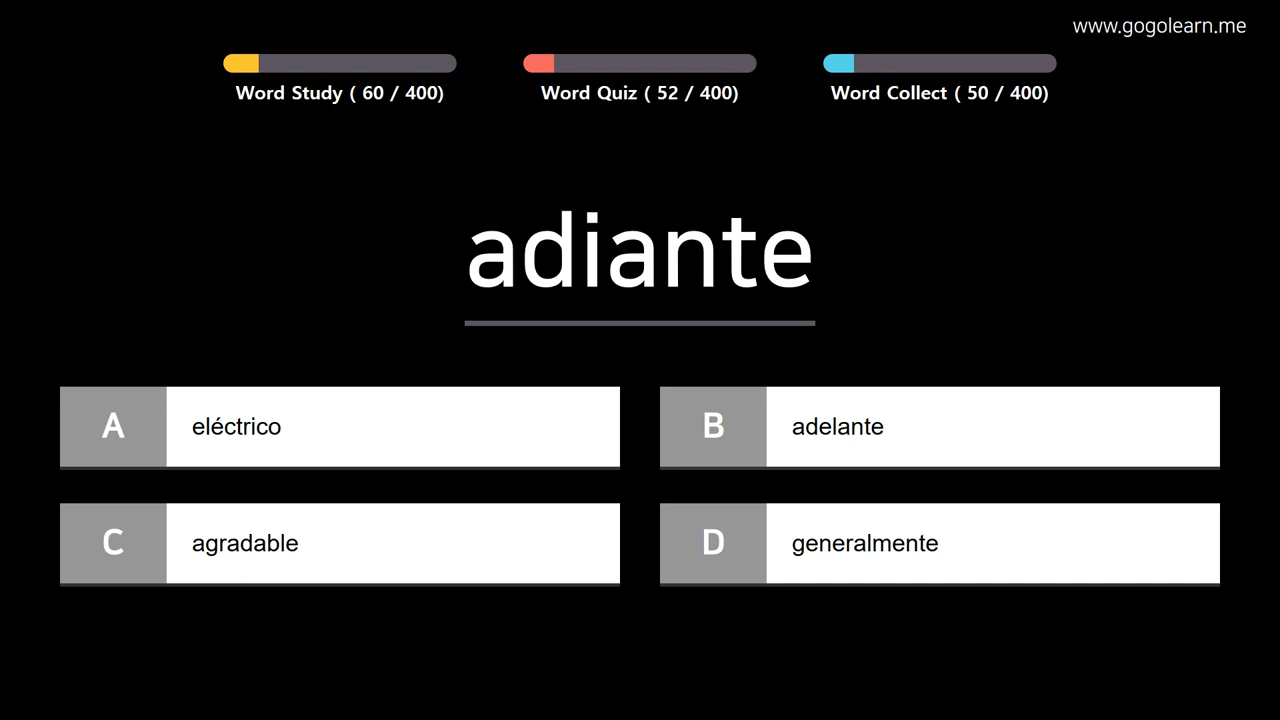 www.gogolearn.me
Word Study ( 60 / 400)
Word Quiz ( 52 / 400)
Word Collect ( 50 / 400)
adiante
A eléctrico
B adelante
C agradable
D generalmente